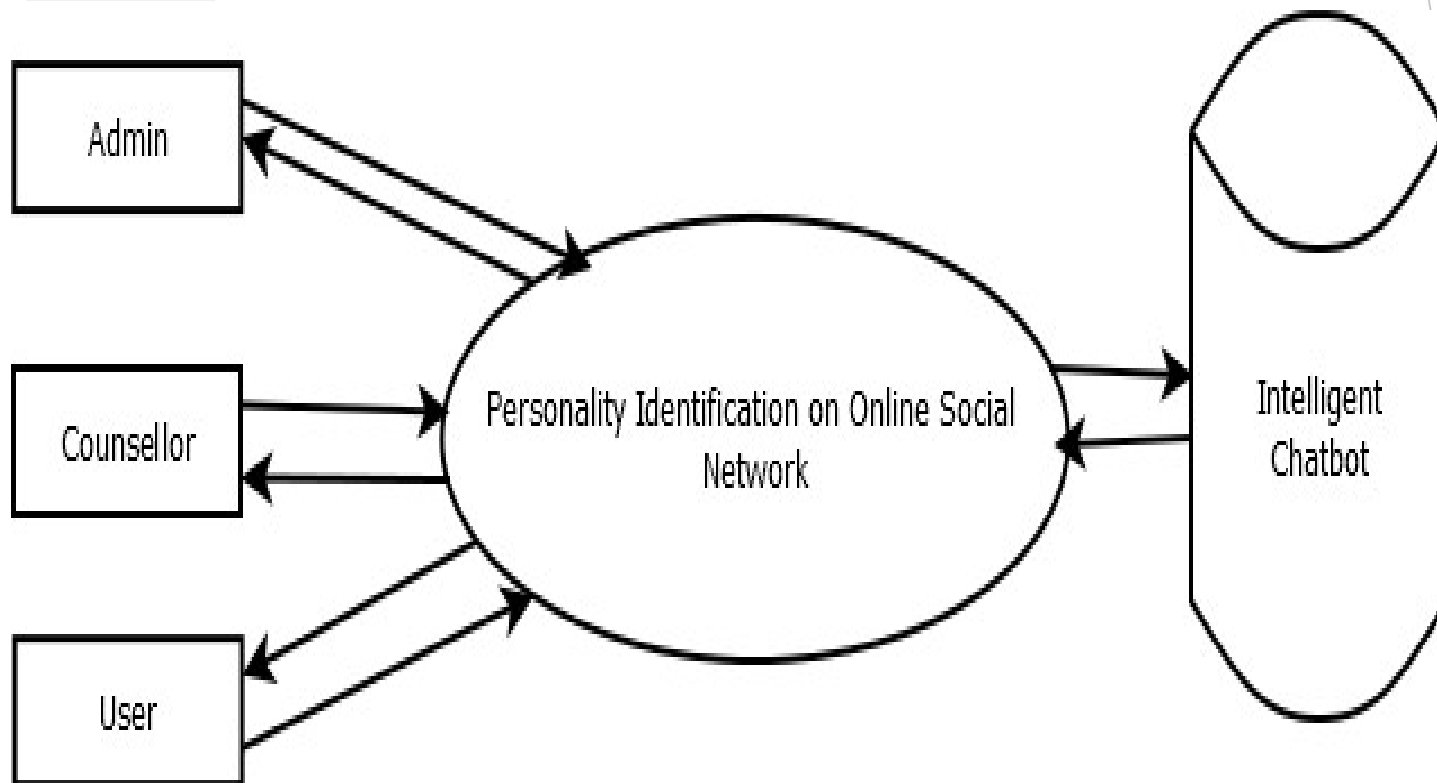 Admin
Counsellor
User
Personality Identification on Online Social
Network
Intelligent
Chatbot